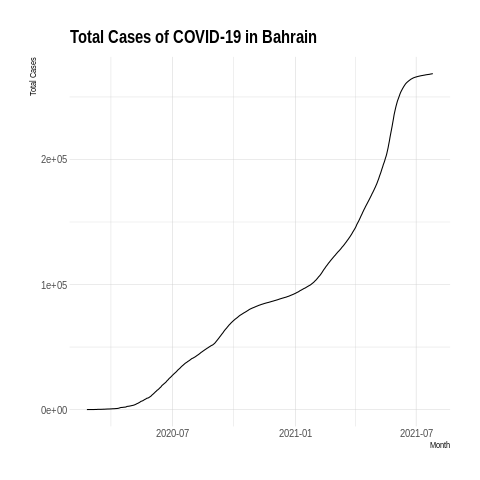 Total Cases of COVID-19 in Bahrain
Total Cases
2e+05
1e+05
0e+00
2020-07
2021-01
2021-07
Month